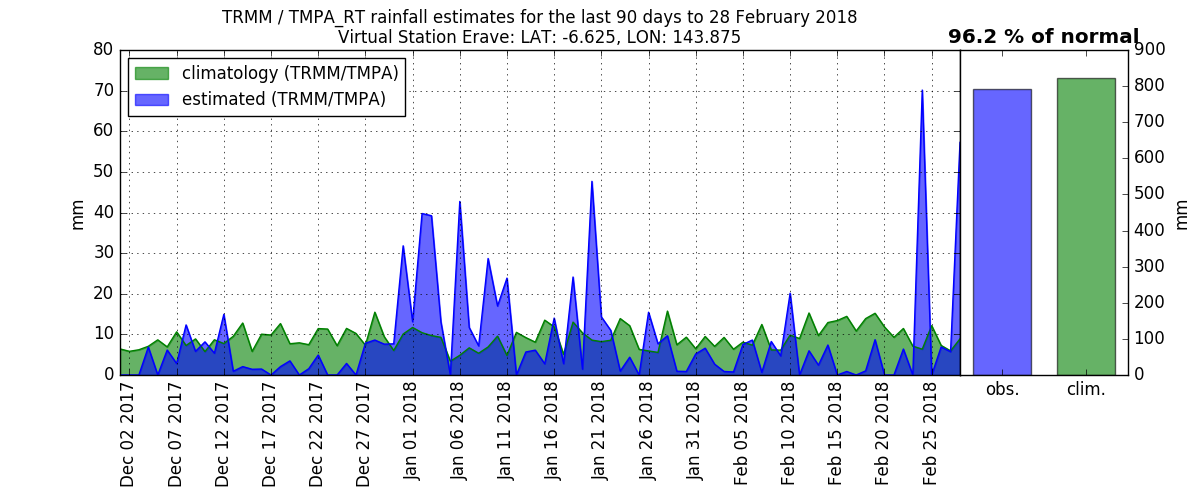 TRMM / TMPA_RT rainfall estimates for the last 90 days to 28 February 2018
Virtual Station Erave: LAT: -6.625, LON: 143.875
96.2 % of normal
climatology (TRMM/TMPA)
estimated (TRMM/TMPA)
80
70
60
50
40
30
20
10
0
mm
Dec 02 2017
Dec 07 2017
Dec 12 2017
Dec 17 2017
Dec 22 2017
Dec 27 2017
Jan 01 2018
Jan 06 2018
Jan 11 2018
Jan 16 2018
Jan 21 2018
Jan 26 2018
Jan 31 2018
Feb 05 2018
Feb 10 2018
Feb 15 2018
Feb 20 2018
Feb 25 2018
obs.
clim.
900
800
700
600
500
400
300
200
100
0
mm